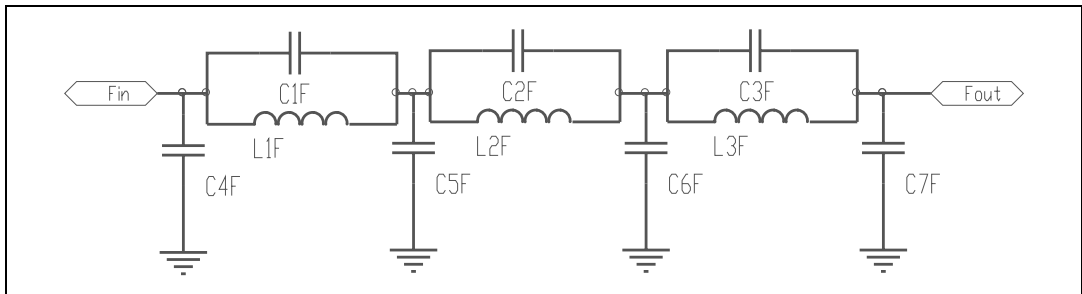 C1F
C2F
C3F
Fin
Fout
L1F
L2F
L3F
C4F
C5F
C6F
C7F